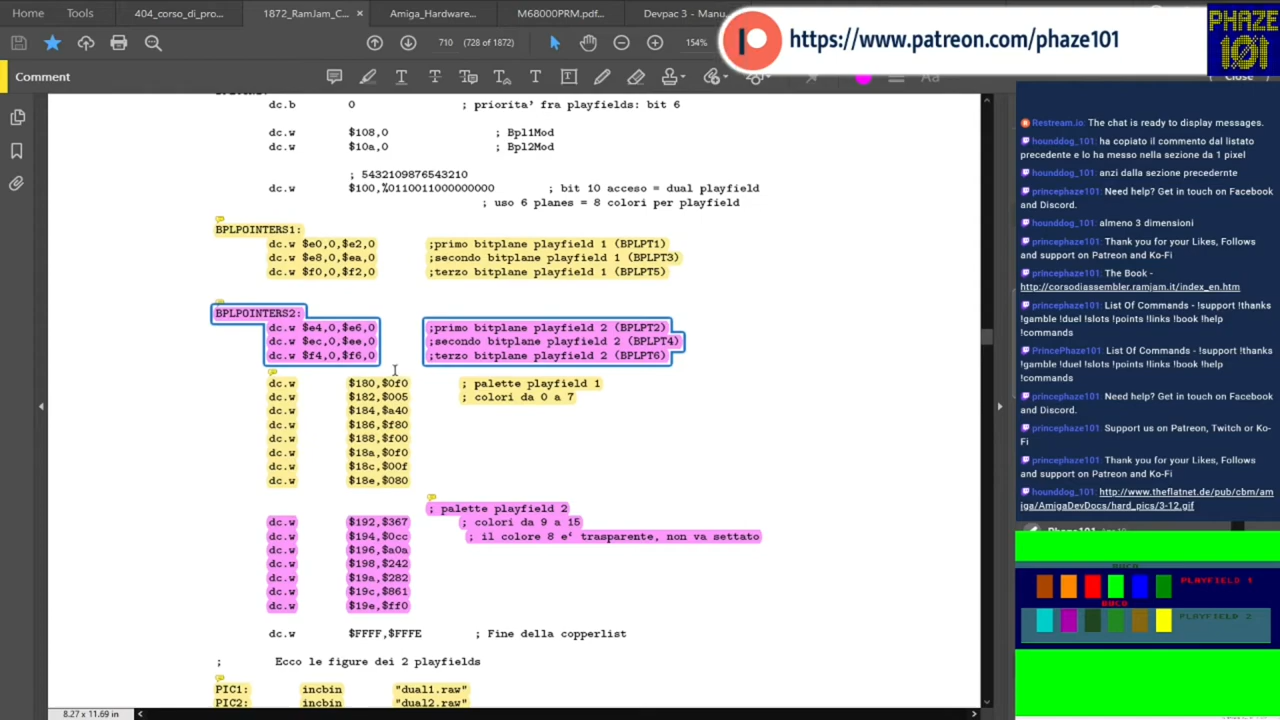 Home
Tools
404_corso_di_pro...
1872_RamJam_C...
Amiga_Hardware...
M68000PRM.pdf...
Devpac 3 - Manu...
https://www.patreon.com/phaze101
PHAZE
101
710
(728 of 1872)
154%
Comment
Close
dc.b 0 ; priorita’ fra playfields: bit 6
dc.w $108,0 ; Bpl1Mod
dc.w $10a,0 ; Bpl2Mod
; 5432109876543210
dc.w $100,%0110011000000000 ; bit 10 acceso = dual playfield
; uso 6 planes = 8 colori per playfield
BPLPOINTERS1:
dc.w $e0,0,$e2,0 ;primo bitplane playfield 1 (BPLPT1)
dc.w $e8,0,$ea,0 ;secondo bitplane playfield 1 (BPLPT3)
dc.w $f0,0,$f2,0 ;terzo bitplane playfield 1 (BPLPT5)
BPLPOINTERS2:
dc.w $e4,0,$e6,0 ;primo bitplane playfield 2 (BPLPT2)
dc.w $ec,0,$ee,0 ;secondo bitplane playfield 2 (BPLPT4)
dc.w $f4,0,$f6,0 ;terzo bitplane playfield 2 (BPLPT6)
dc.w $180,$0f0 ; palette playfield 1
dc.w $182,$005 ; colori da 0 a 7
dc.w $184,$a40
dc.w $186,$f80
dc.w $188,$f00
dc.w $18a,$0f0
dc.w $18c,$00f
dc.w $18e,$080
; palette playfield 2
dc.w $192,$367 ; colori da 9 a 15
dc.w $194,$0cc ; il colore 8 e‘ trasparente, non va settato
dc.w $196,$a0a
dc.w $198,$242
dc.w $19a,$282
dc.w $19c,$861
dc.w $19e,$ff0
dc.w $FFFF,$FFFE ; Fine della copperlist
; Ecco le figure dei 2 playfields
PIC1: incbin "dual1.raw"
PIC2: incbin "dual2.raw"
8.27 x 11.69 in
Restream.io: The chat is ready to display messages.
hounddog_101: ha copiato il commento dal listato
precedente e lo ha messo nella sezione da 1 pixel
hounddog_101: anzi dalla sezione precedernte
princephaze101: Need help? Get in touch on Facebook
and Discord.
hounddog_101: almeno 3 dimensioni
princephaze101: Thank you for your Likes, Follows
and support on Patreon and Ko-Fi
princephaze101: The Book -
http://corsodiassembler.ramjam.it/index_en.htm
princephaze101: List Of Commands - !support !thanks
!gamble !duel !slots !points !links !book !help
!commands
PrincePhaze101: List Of Commands - !support !thanks
!gamble !duel !slots !points !links !book !help
!commands
princephaze101: Need help? Get in touch on Facebook
and Discord.
princephaze101: Support us on Patreon, Twitch or Ko-
Fi
princephaze101: Thank you for your Likes, Follows
and support on Patreon and Ko-Fi
hounddog_101: http://www.theflatnet.de/pub/cbm/am
iga/AmigaDevDocs/hard_pics/3-12.gif
BUCO
PLAYFIELD 1
BUCO
PLAYFIELD 2